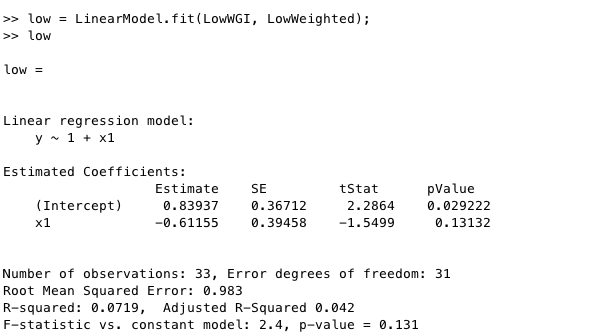 >> low = LinearModel.fit(LowWGI, LowWeighted);
>> low
low =
Linear regression model:
y ~ 1 + x1
Estimated Coefficients:
Estimate SE tStat pValue
(Intercept) 0.83937 0.36712 2.2864 0.029222
x1 −0.61155 0.39458 −1.5499 0.13132
Number of observations: 33, Error degrees of freedom: 31
Root Mean Squared Error: 0.983
R−squared: 0.0719, Adjusted R−Squared 0.042
F−statistic vs. constant model: 2.4, p−value = 0.131